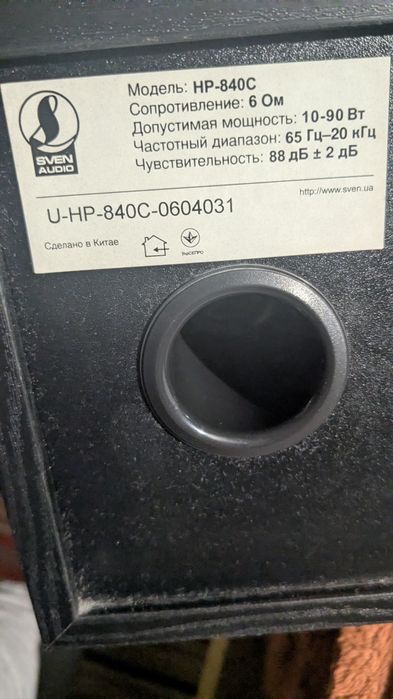 Модель: HP-840C
Сопротивление: 6 Ом
Допустимая мощность: 10-90 Вт
Частотный диапазон: 65 Гц–20 кГц
Чувствительность: 88 дБ ± 2 дБ
SVEN
AUDIO
http://www.sven.ua
U-HP-840C-0604031
Сделано в Китае